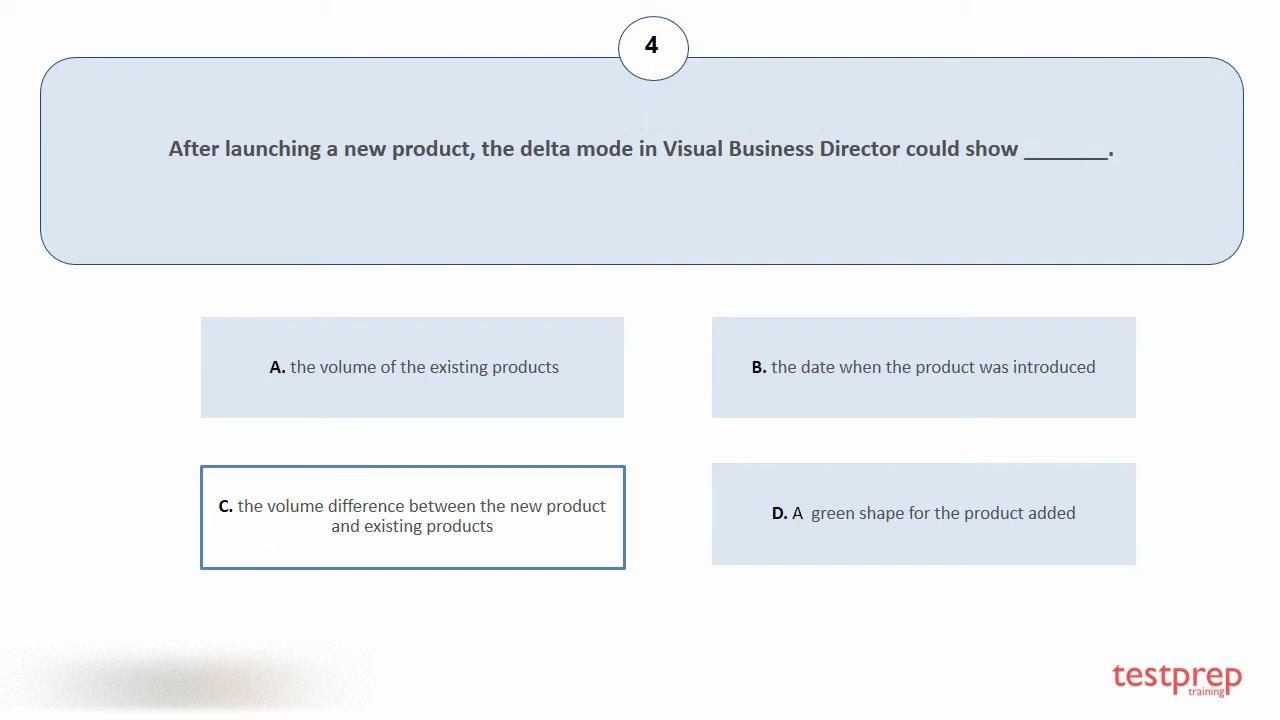 4
After launching a new product, the delta mode in Visual Business Director could show _______.
A. the volume of the existing products
B. the date when the product was introduced
C. the volume difference between the new product
and existing products
D. A  green shape for the product added
testprep
training